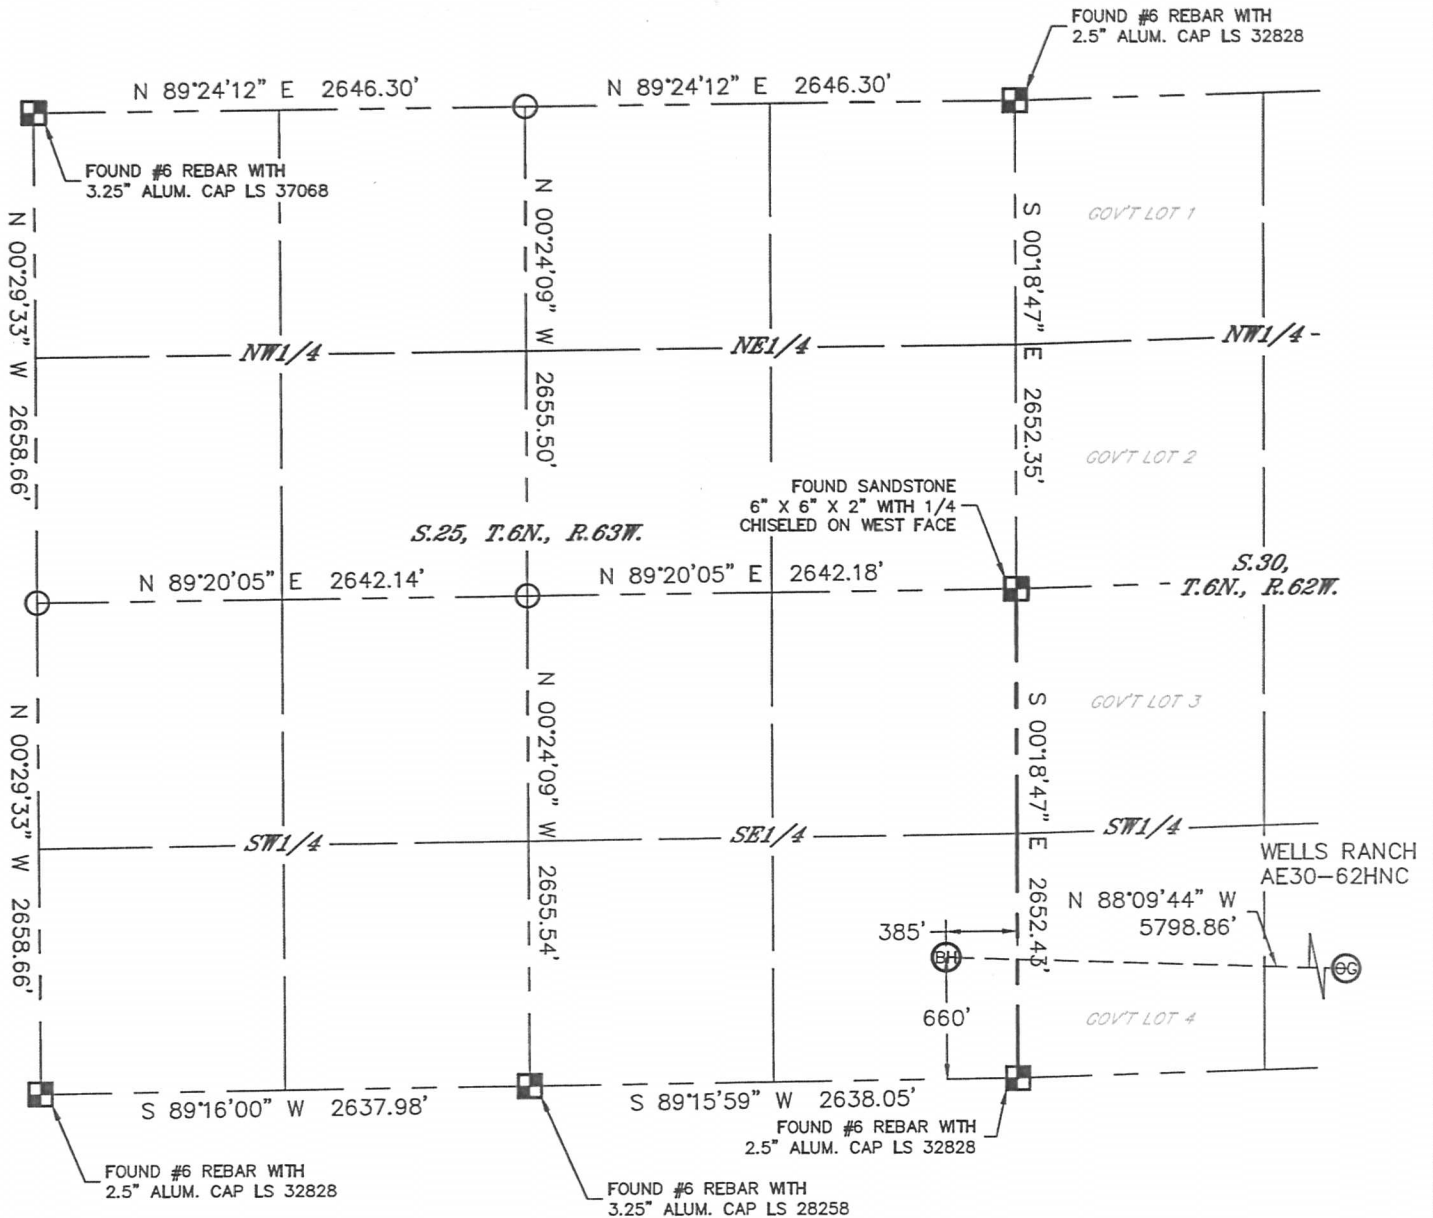 FOUND #6 REBAR WITH
2.5" ALUM. CAP LS 32828
N 89°24'12" E 2646.30'
N 89°24'12" E 2646.30'
FOUND #6 REBAR WITH
3.25" ALUM. CAP LS 37068
N 00°29'33" W 2658.66'
N 00°24'09" W 2655.50'
S 00°18'47" E 2652.35'
GOV'T LOT 1
NW1/4
NE1/4
NW1/4
GOV'T LOT 2
FOUND SANDSTONE
6" X 6" X 2" WITH 1/4
CHISELED ON WEST FACE
S.25, T.6N., R.63W.
S.30,
T.6N., R.62W.
N 89°20'05" E 2642.14'
N 89°20'05" E 2642.18'
N 00°29'33" W 2658.66'
N 00°24'09" W 2655.54'
S 00°18'47" E 2652.43'
GOV'T LOT 3
SW1/4
SE1/4
SW1/4
WELLS RANCH
AE30-62HNC
N 88°09'44" W
5798.86'
385'
BH
OG
660'
GOV'T LOT 4
S 89°16'00" W 2637.98'
S 89°15'59" W 2638.05'
FOUND #6 REBAR WITH
2.5" ALUM. CAP LS 32828
FOUND #6 REBAR WITH
2.5" ALUM. CAP LS 32828
FOUND #6 REBAR WITH
3.25" ALUM. CAP LS 28258